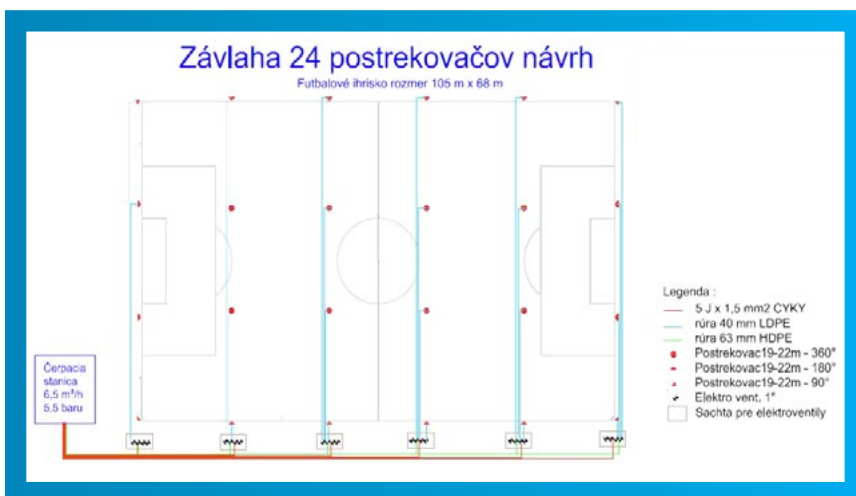 Závlaha 24 postrekovačov návrh
Futbalové ihrisko rozmer 105 m x 68 m
Čerpacia
stanica
6,5 m³/h
5,5 baru
Legenda :
5 J x 1,5 mm2 CYKY
rúra 40 mm LDPE
rúra 63 mm HDPE
Postrekovac19-22m - 360°
Postrekovac19-22m - 180°
Postrekovac19-22m - 90°
Elektro vent. 1"
Sachta pre elektroventily